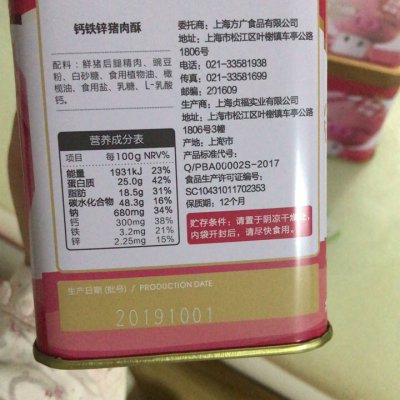 钙铁锌猪肉酥
配料：鲜猪后腿精肉、豌豆
粉、白砂糖、食用植物油、橄
榄油、食用盐、乳糖、L-乳酸
钙。
营养成分表
项目 每100g NRV%
能量 1931kJ 23%
蛋白质 25.0g 42%
脂肪 18.5g 31%
碳水化合物 48.3g 16%
钠 680mg 34%
钙 300mg 38%
铁 3.2mg 21%
锌 2.25mg 15%
委托商：上海方广食品有限公司
地址：上海市松江区叶榭镇车亭公路
1806号
电话：021-33581938
传真：021-33581699
邮编：201609
生产商：上海贞福实业有限公司
地址：上海市松江区叶榭镇车亭公路
1806号3幢
产地：上海市
产品标准代号：
Q/PBA00002S-2017
食品生产许可证编号：
SC10431011702353
保质期：12个月
贮存条件：请置于阴凉干燥处，
内袋开封后，请尽快食用。
生产日期（批号）/ PRODUCTION DATE
20191001